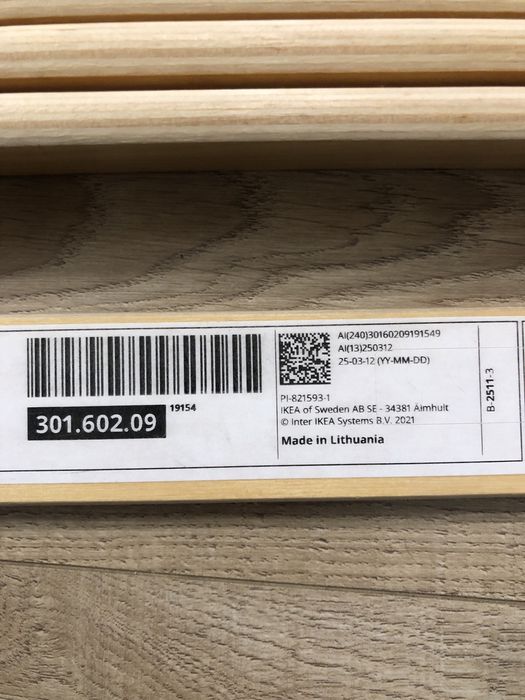 301.602.09
19154
AI(240)30160209191549
AI(13)250312
25-03-12 (YY-MM-DD)
PI-821593-1
IKEA of Sweden AB SE - 34381 Älmhult
© Inter IKEA Systems B.V. 2021
Made in Lithuania
B-2511-3